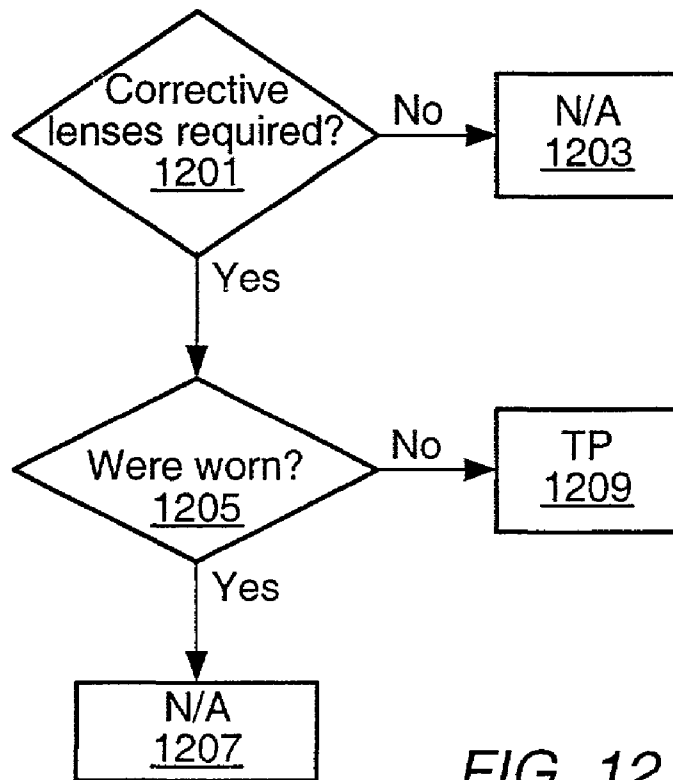 Corrective
lenses required?
1201
No
N/A
1203
Yes
Were worn?
1205
No
TP
1209
Yes
N/A
1207
FIG. 12